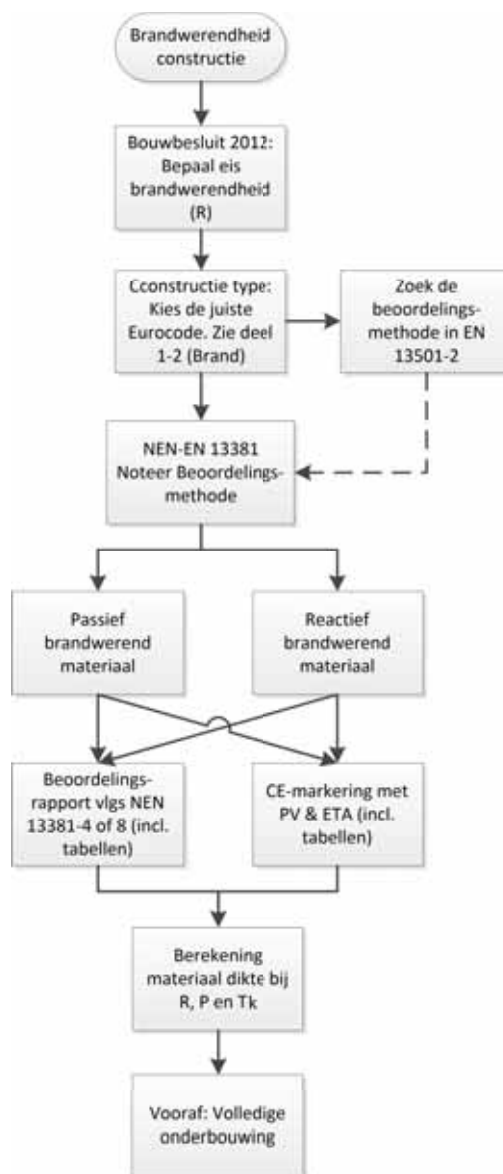 Brandwerendheid
constructie
Bouwbesluit 2012:
Bepaal eis
brandwerendheid
(R)
Cconstructie type:
Kies de juiste
Eurocode. Zie deel
1-2 (Brand)
Zoek de
beoordelings-
methode in EN
13501-2
NEN-EN 13381
Noteer Beoordelings-
methode
Passief
brandwerend
materiaal
Reactief
brandwerend
materiaal
Beoordelings-
rapport vlgs NEN
13381-4 of 8 (incl.
tabellen)
CE-markering met
PV & ETA (incl.
tabellen)
Berekening
materiaal dikte bij
R, P en Tk
Vooraf: Volledige
onderbouwing